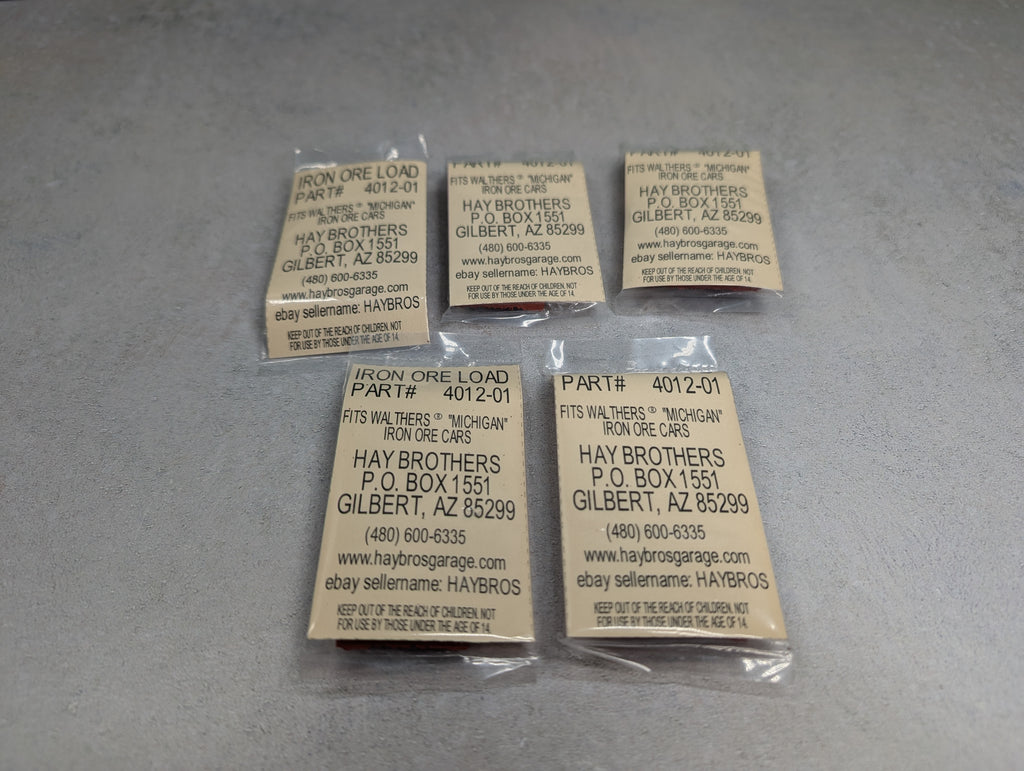 IRON ORE LOAD
PART# 4012-01
FITS WALTHERS ® "MICHIGAN"
IRON ORE CARS
HAY BROTHERS
P.O. BOX 1551
GILBERT, AZ 85299
(480) 600-6335
www.haybrosgarage.com
ebay sellername: HAYBROS
KEEP OUT OF THE REACH OF CHILDREN. NOT
FOR USE BY THOSE UNDER THE AGE OF 14.
PART# 4012-01
FITS WALTHERS ® "MICHIGAN"
IRON ORE CARS
HAY BROTHERS
P.O. BOX 1551
GILBERT, AZ 85299
(480) 600-6335
www.haybrosgarage.com
ebay sellername: HAYBROS
KEEP OUT OF THE REACH OF CHILDREN. NOT
FOR USE BY THOSE UNDER THE AGE OF 14.
PART# 4012-01
FITS WALTHERS ® "MICHIGAN"
IRON ORE CARS
HAY BROTHERS
P.O. BOX 1551
GILBERT, AZ 85299
(480) 600-6335
www.haybrosgarage.com
ebay sellername: HAYBROS
KEEP OUT OF THE REACH OF CHILDREN. NOT
FOR USE BY THOSE UNDER THE AGE OF 14.
IRON ORE LOAD
PART# 4012-01
FITS WALTHERS ® "MICHIGAN"
IRON ORE CARS
HAY BROTHERS
P.O. BOX 1551
GILBERT, AZ 85299
(480) 600-6335
www.haybrosgarage.com
ebay sellername: HAYBROS
KEEP OUT OF THE REACH OF CHILDREN. NOT
FOR USE BY THOSE UNDER THE AGE OF 14.
PART# 4012-01
FITS WALTHERS ® "MICHIGAN"
IRON ORE CARS
HAY BROTHERS
P.O. BOX 1551
GILBERT, AZ 85299
(480) 600-6335
www.haybrosgarage.com
ebay sellername: HAYBROS
KEEP OUT OF THE REACH OF CHILDREN. NOT
FOR USE BY THOSE UNDER THE AGE OF 14.